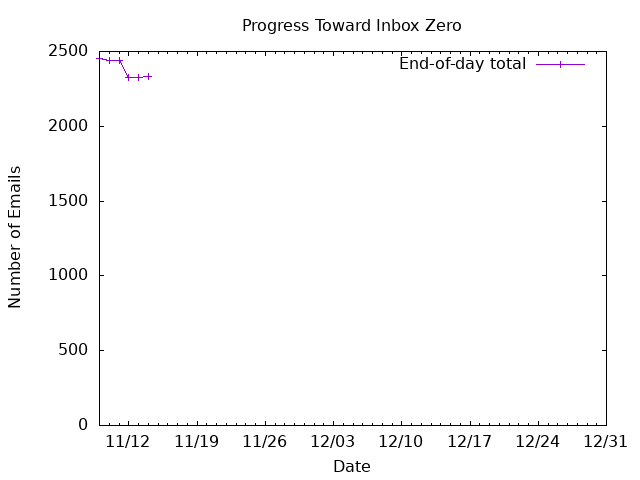 Progress Toward Inbox Zero
End-of-day total
2500
2000
1500
1000
500
0
Number of Emails
11/12 11/19 11/26 12/03 12/10 12/17 12/24 12/31
Date